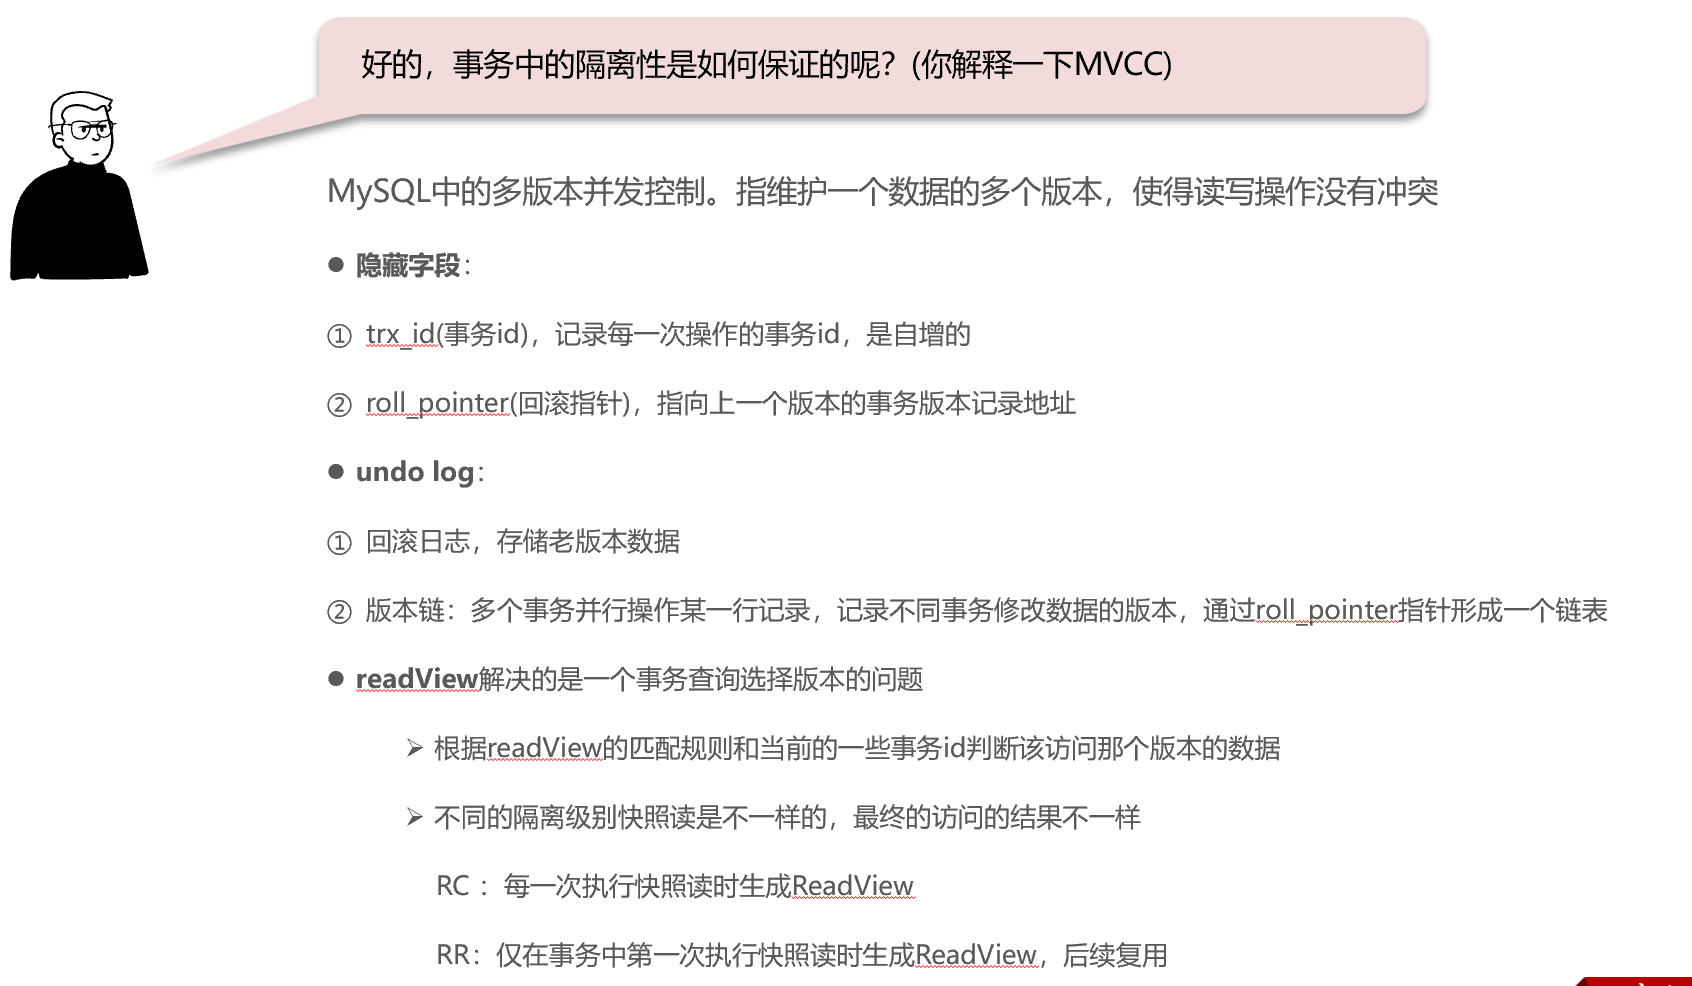 好的，事务中的隔离性是如何保证的呢？(你解释一下MVCC)
MySQL中的多版本并发控制。指维护一个数据的多个版本，使得读写操作没有冲突
● 隐藏字段：
① trx_id(事务id)，记录每一次操作的事务id，是自增的
② roll_pointer(回滚指针)，指向上一个版本的事务版本记录地址
● undo log：
① 回滚日志，存储老版本数据
② 版本链：多个事务并行操作某一行记录，记录不同事务修改数据的版本，通过roll_pointer指针形成一个链表
● readView解决的是一个事务查询选择版本的问题
➢ 根据readView的匹配规则和当前的一些事务id判断该访问那个版本的数据
➢ 不同的隔离级别快照读是不一样的，最终的访问的结果不一样
RC ：每一次执行快照读时生成ReadView
RR：仅在事务中第一次执行快照读时生成ReadView，后续复用